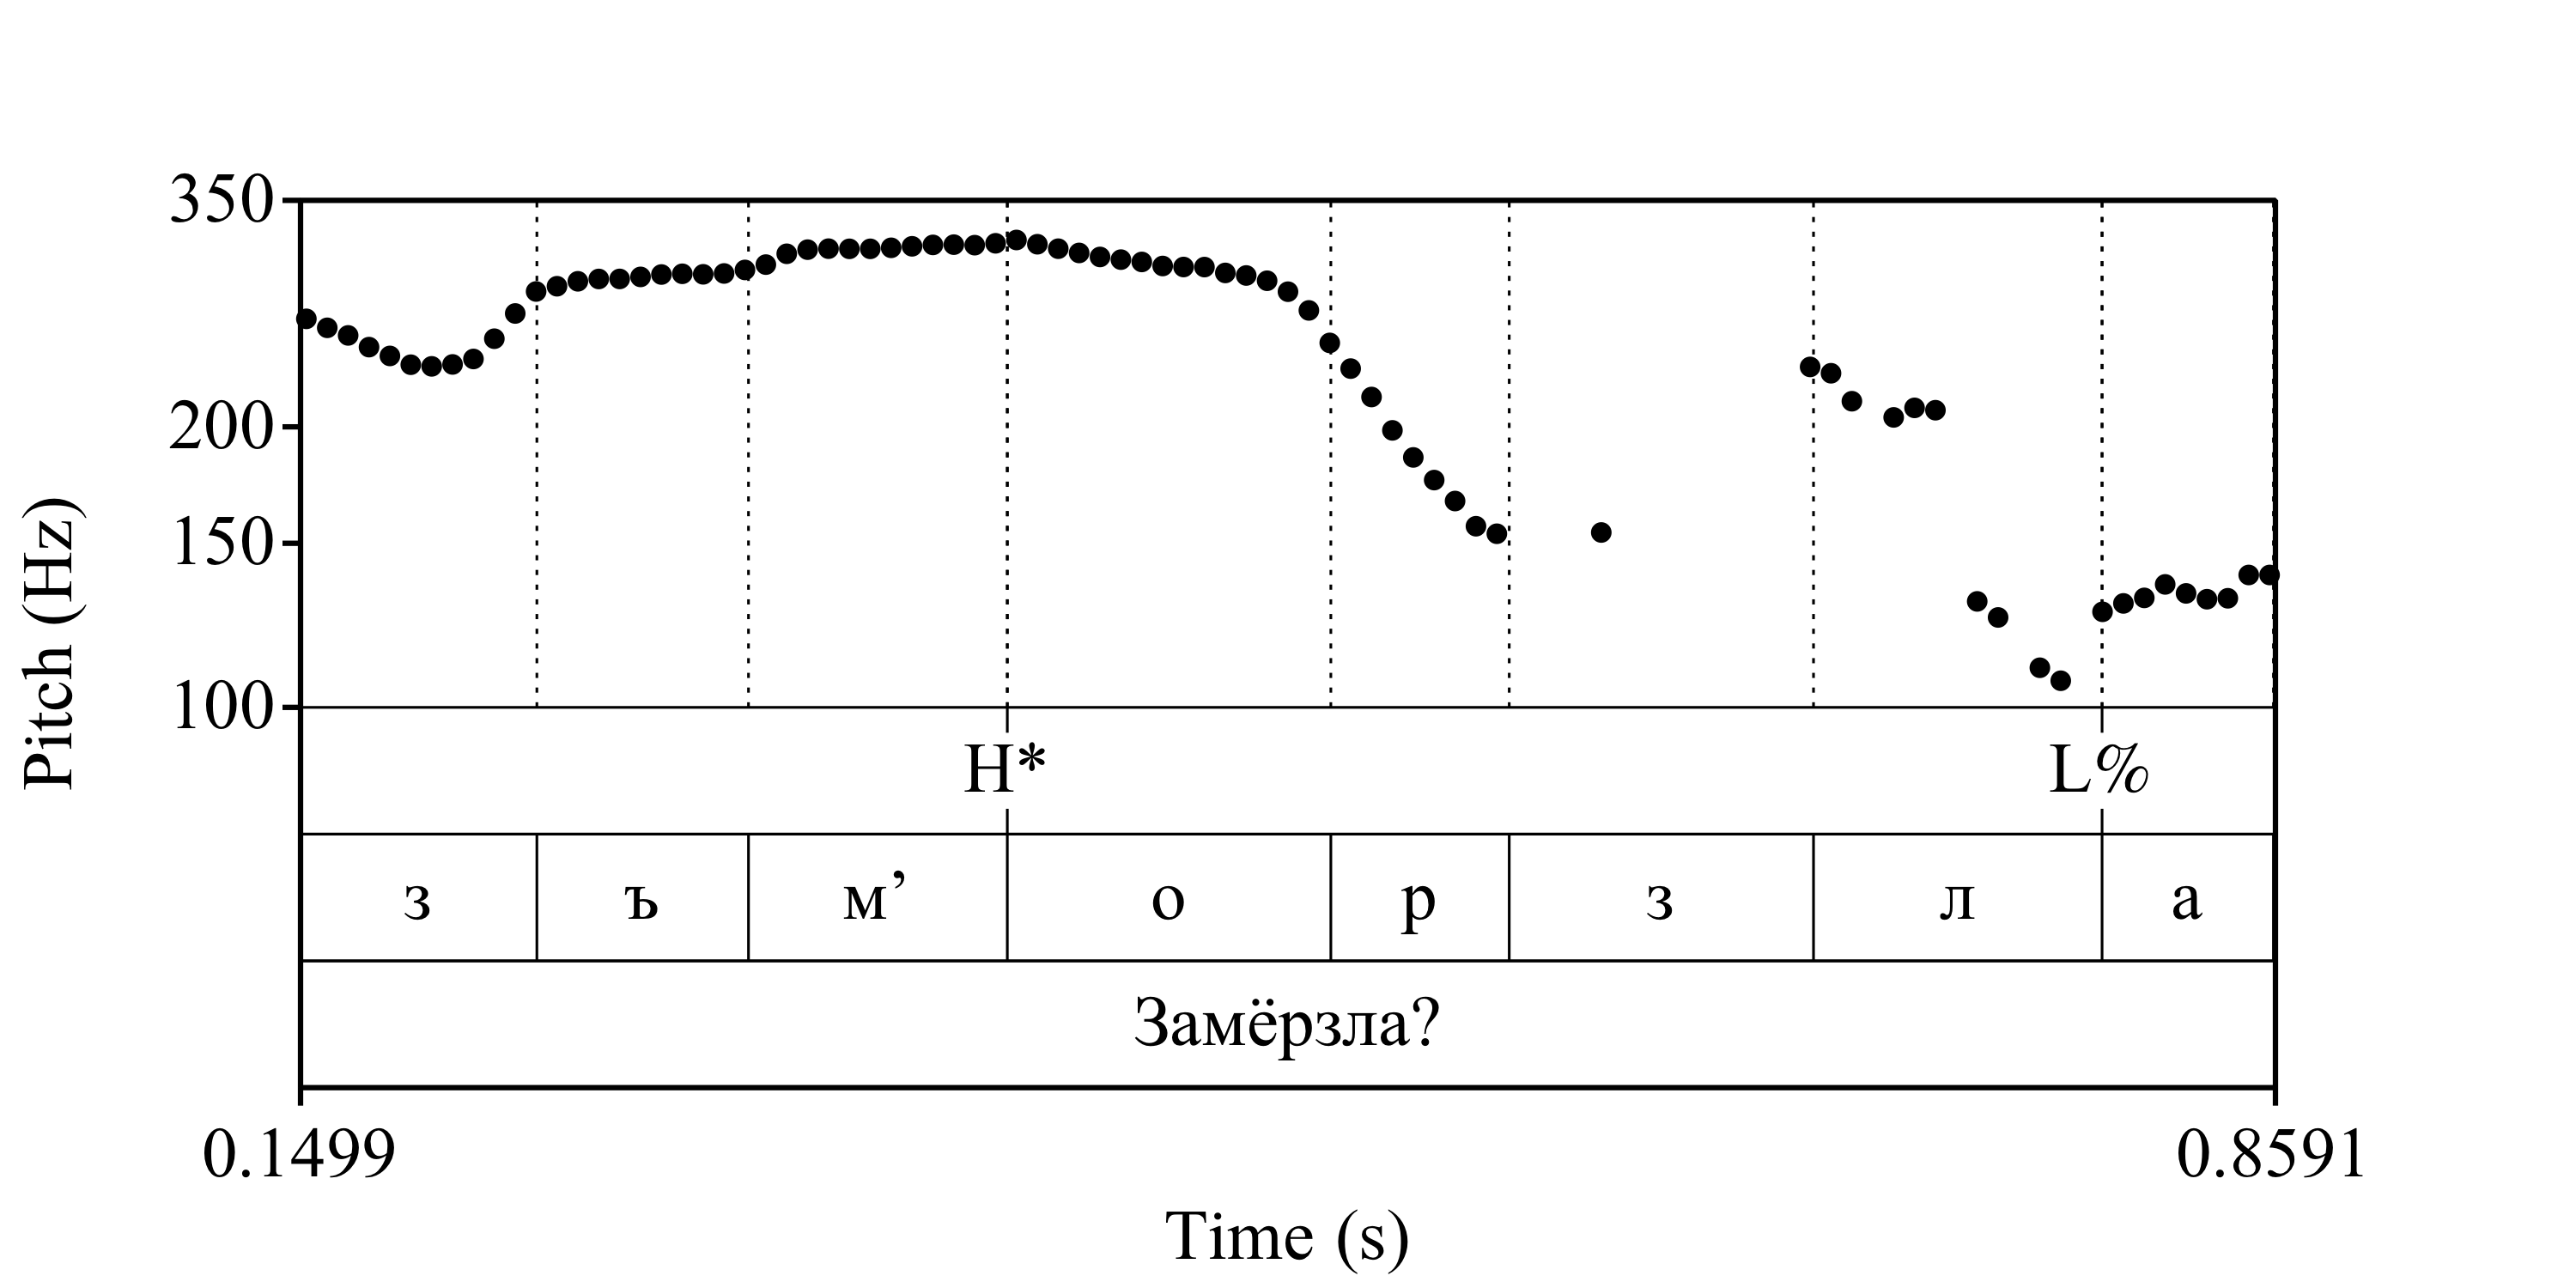 350
200
150
100
Pitch (Hz)
H* L%
з ъ м’ о р з л а
Замёрзла?
0.1499 0.8591
Time (s)